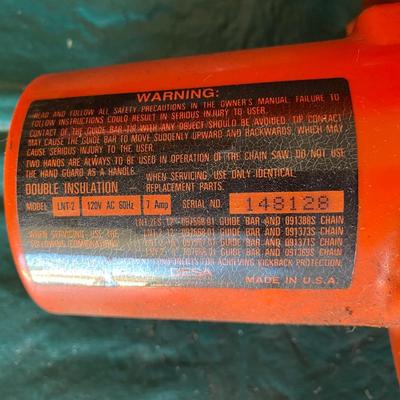 WARNING:
READ AND FOLLOW ALL SAFETY PRECAUTIONS IN THE OWNER'S MANUAL. FAILURE TO
FOLLOW INSTRUCTIONS COULD RESULT IN SERIOUS INJURY TO USER.
CONTACT OF THE GUIDE BAR TIP WITH ANY OBJECT SHOULD BE AVOIDED. TIP CONTACT
MAY CAUSE THE GUIDE BAR TO MOVE SUDDENLY UPWARD AND BACKWARDS, WHICH MAY
CAUSE SERIOUS INJURY TO THE USER.
TWO HANDS ARE ALWAYS TO BE USED IN OPERATION OF THE CHAIN SAW. DO NOT USE
THE HAND GUARD AS A HANDLE.
WHEN SERVICING USE ONLY IDENTICAL
REPLACEMENT PARTS.
DOUBLE INSULATION
MODEL LNT-2 120V AC 60Hz 7 Amp SERIAL NO. 148128
WHEN SERVICING, USE THE
FOLLOWING COMBINATIONS
GUIDE BAR AND 091388S CHAIN
GUIDE BAR AND 091373S CHAIN
GUIDE BAR AND 091371S CHAIN
GUIDE BAR AND 091369S CHAIN
FOR ACHIEVING KICKBACK PROTECTION.
DESA
MADE IN U.S.A.